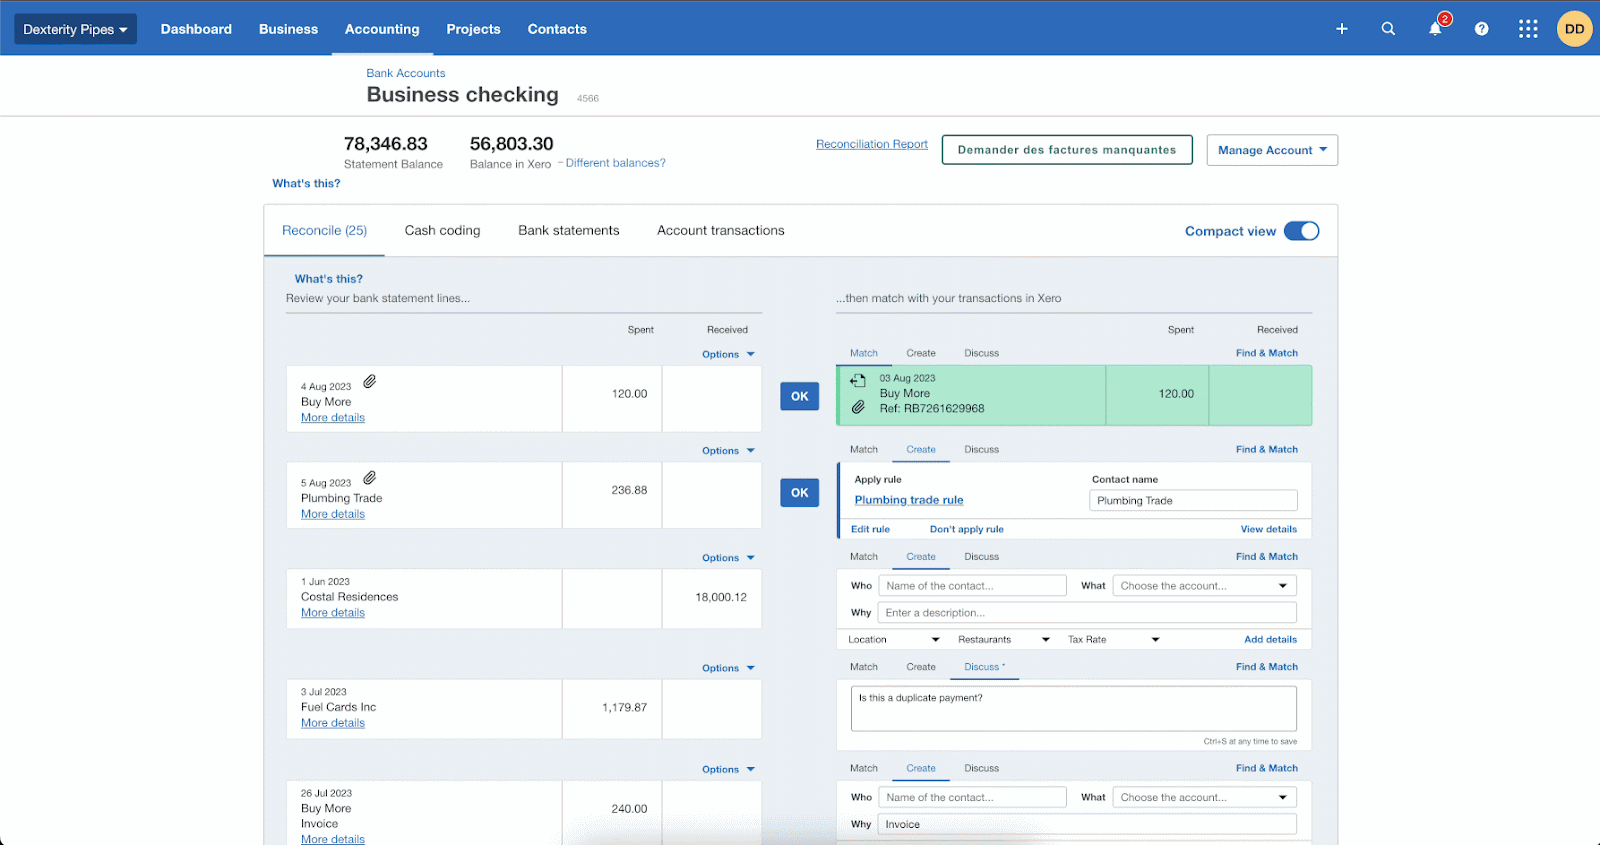 Dexterity Pipes
Dashboard
Business
Accounting
Projects
Contacts
2
DD
Bank Accounts
Business checking 4566
78,346.83
Statement Balance
56,803.30
Balance in Xero - Different balances?
Reconciliation Report
Demander des factures manquantes
Manage Account
What's this?
Reconcile (25)
Cash coding
Bank statements
Account transactions
Compact view
What's this?
Review your bank statement lines...
...then match with your transactions in Xero
Spent Received
Spent Received
Options
Match Create Discuss Find & Match
4 Aug 2023
Buy More
More details
120.00
OK
03 Aug 2023
Buy More
Ref: RB7261629968
120.00
Options
Match Create Discuss Find & Match
5 Aug 2023
Plumbing Trade
More details
236.88
OK
Apply rule
Plumbing trade rule
Contact name
Plumbing Trade
Edit rule Don't apply rule View details
Options
Match Create Discuss Find & Match
1 Jun 2023
Costal Residences
More details
18,000.12
Who Name of the contact... What Choose the account...
Why Enter a description...
Location Restaurants Tax Rate Add details
Options
Match Create Discuss * Find & Match
3 Jul 2023
Fuel Cards Inc
More details
1,179.87
Is this a duplicate payment?
Ctrl+S at any time to save
Options
Match Create Discuss Find & Match
26 Jul 2023
Buy More
Invoice
More details
240.00
Who Name of the contact... What Choose the account...
Why Invoice